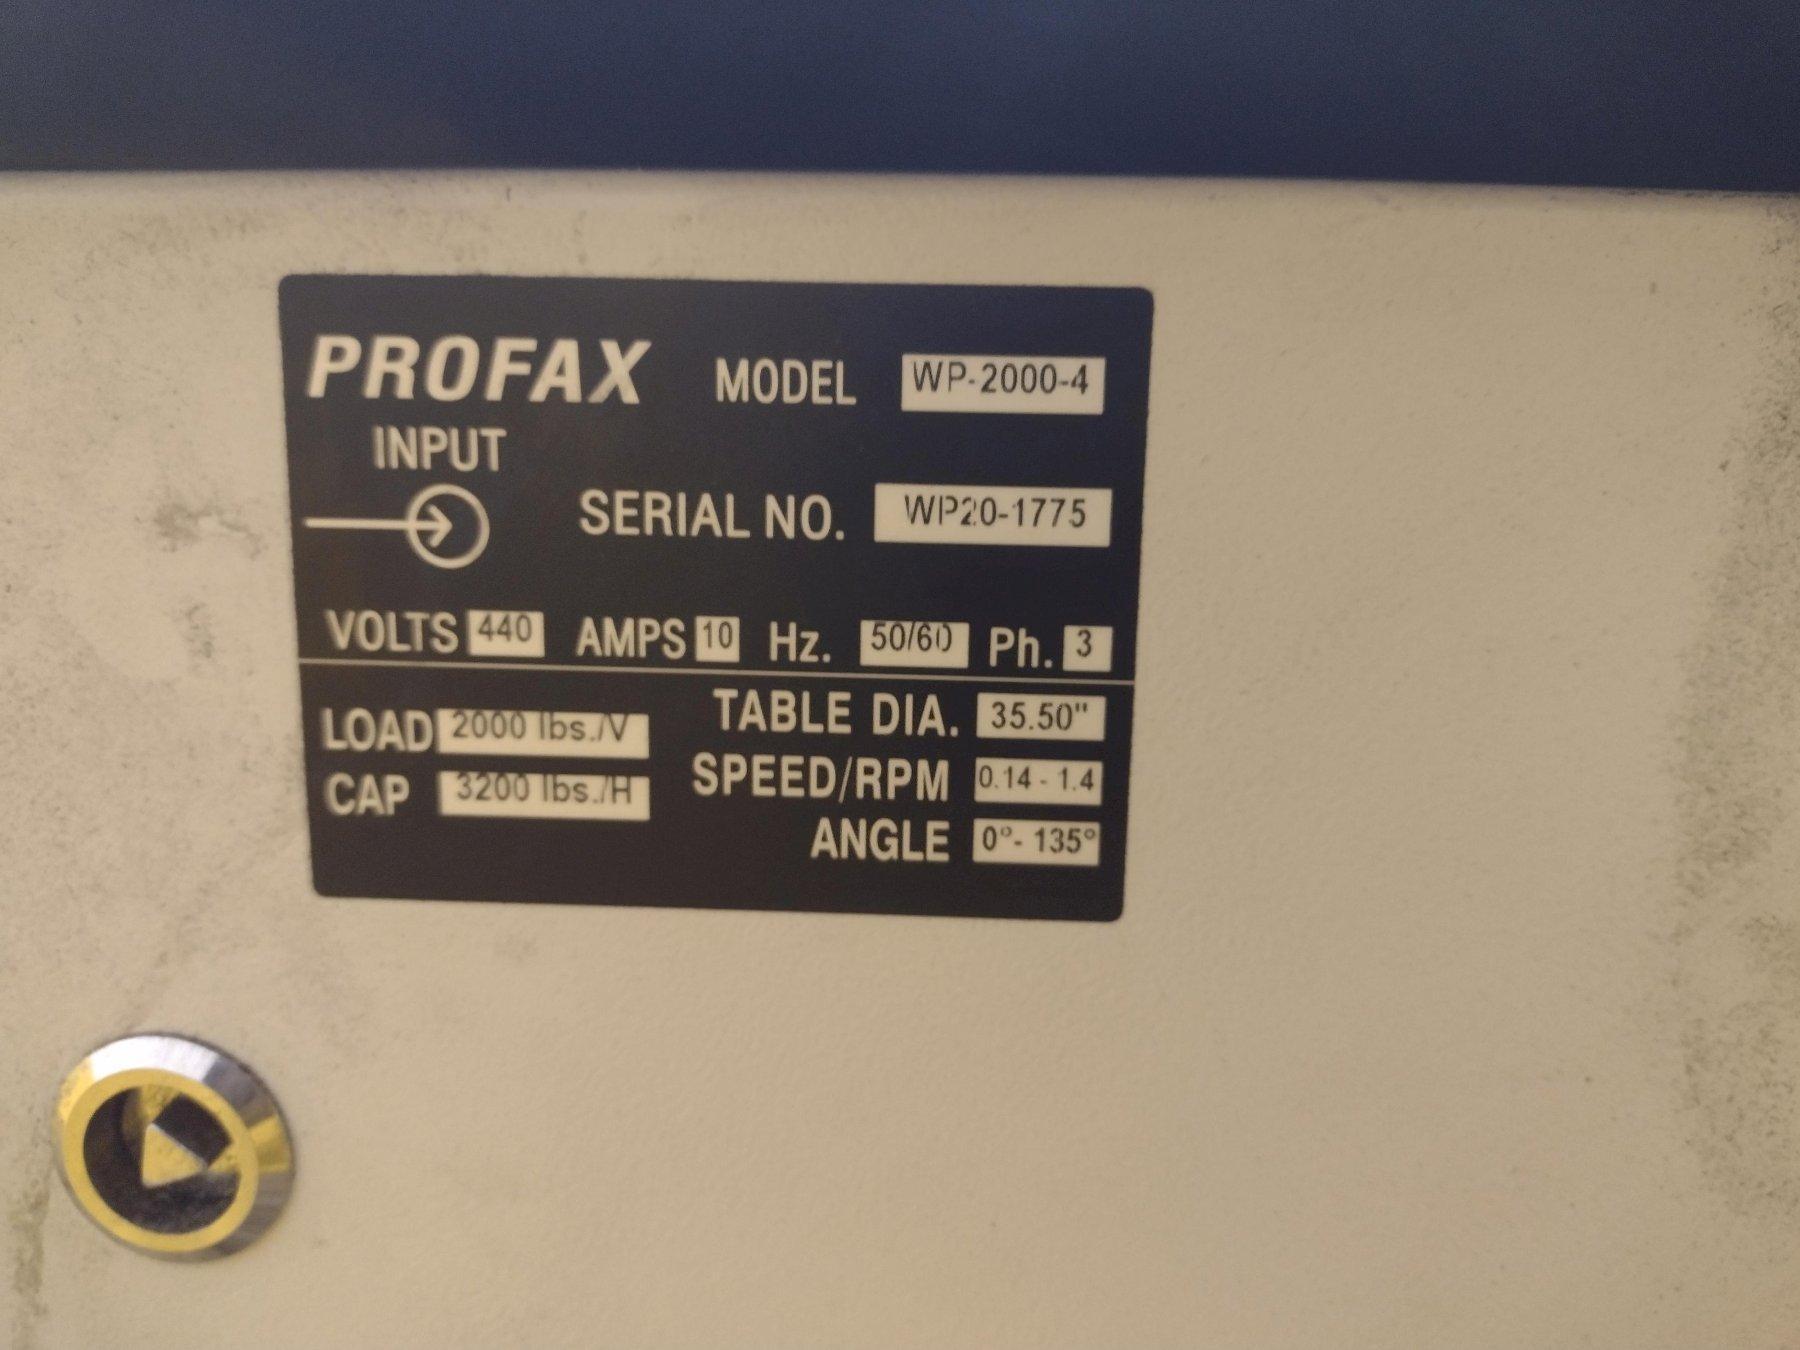 PROFAX MODEL WP-2000-4
INPUT
SERIAL NO. WP20-1775
VOLTS 440 AMPS 10 Hz. 50/60 Ph. 3
LOAD 2000 lbs./V
CAP 3200 lbs./H
TABLE DIA. 35.50"
SPEED/RPM 0.14 - 1.4
ANGLE 0°- 135°